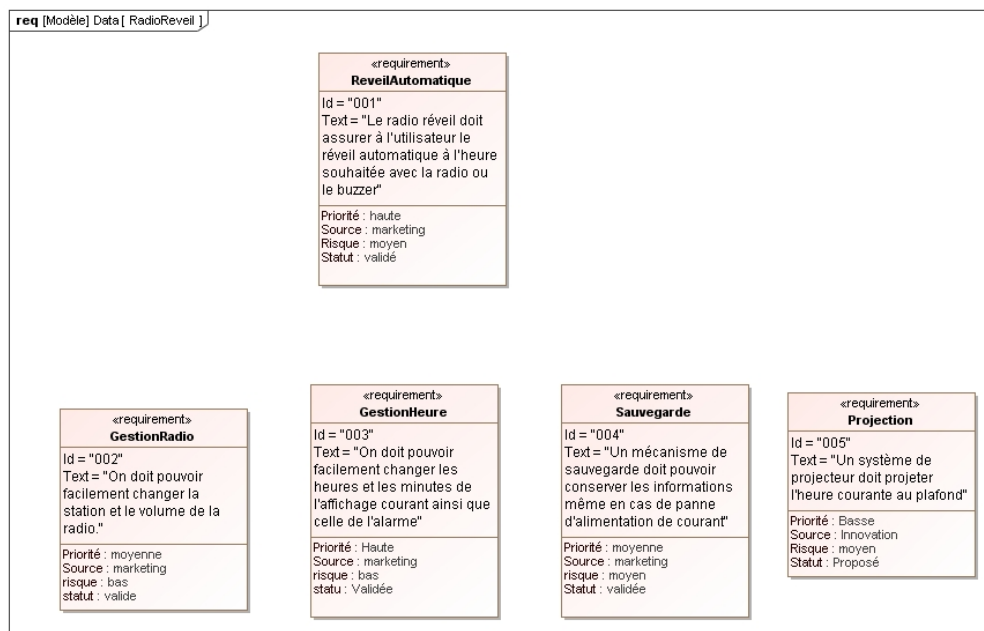 req [Modèle] Data [ RadioReveil ]
«requirement»
ReveilAutomatique
Id = "001"
Text = "Le radio réveil doit
assurer à l'utilisateur le
réveil automatique à l'heure
souhaitée avec la radio ou
le buzzer"
Priorité : haute
Source : marketing
Risque : moyen
Statut : validé
«requirement»
GestionRadio
Id = "002"
Text = "On doit pouvoir
facilement changer la
station et le volume de la
radio."
Priorité : moyenne
Source : marketing
risque : bas
statut : valide
«requirement»
GestionHeure
Id = "003"
Text = "On doit pouvoir
facilement changer les
heures et les minutes de
l'affichage courant ainsi que
celle de l'alarme"
Priorité : Haute
Source : marketing
risque : bas
statu : Validée
«requirement»
Sauvegarde
Id = "004"
Text = "Un mécanisme de
sauvegarde doit pouvoir
conserver les informations
même en cas de panne
d'alimentation de courant"
Priorité : moyenne
Source : marketing
risque : moyen
Statut : validée
«requirement»
Projection
Id = "005"
Text = "Un système de
projecteur doit projeter
l'heure courante au plafond"
Priorité : Basse
Source : Innovation
Risque : moyen
Statut : Proposé